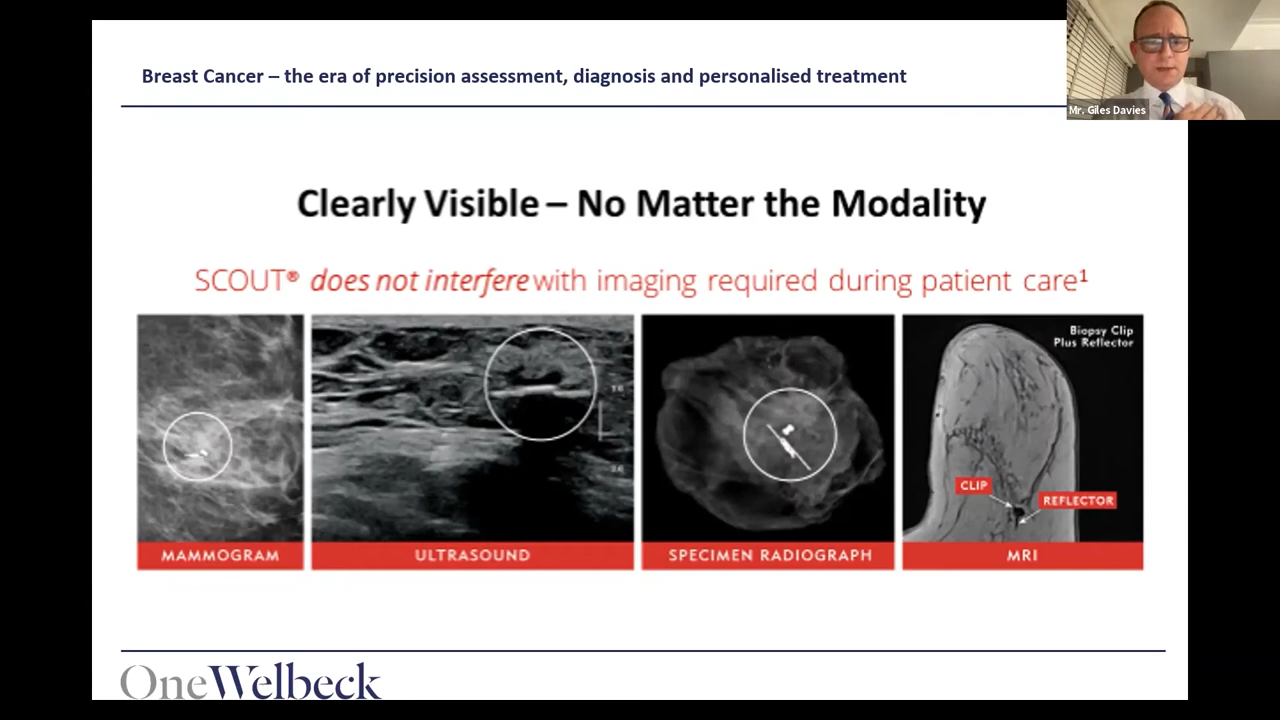 Breast Cancer – the era of precision assessment, diagnosis and personalised treatment
Mr. Giles Davies
Clearly Visible – No Matter the Modality
SCOUT® does not interfere with imaging required during patient care¹
Biopsy Clip
Plus Reflector
CLIP
REFLECTOR
MAMMOGRAM
ULTRASOUND
SPECIMEN RADIOGRAPH
MRI
OneWelbeck